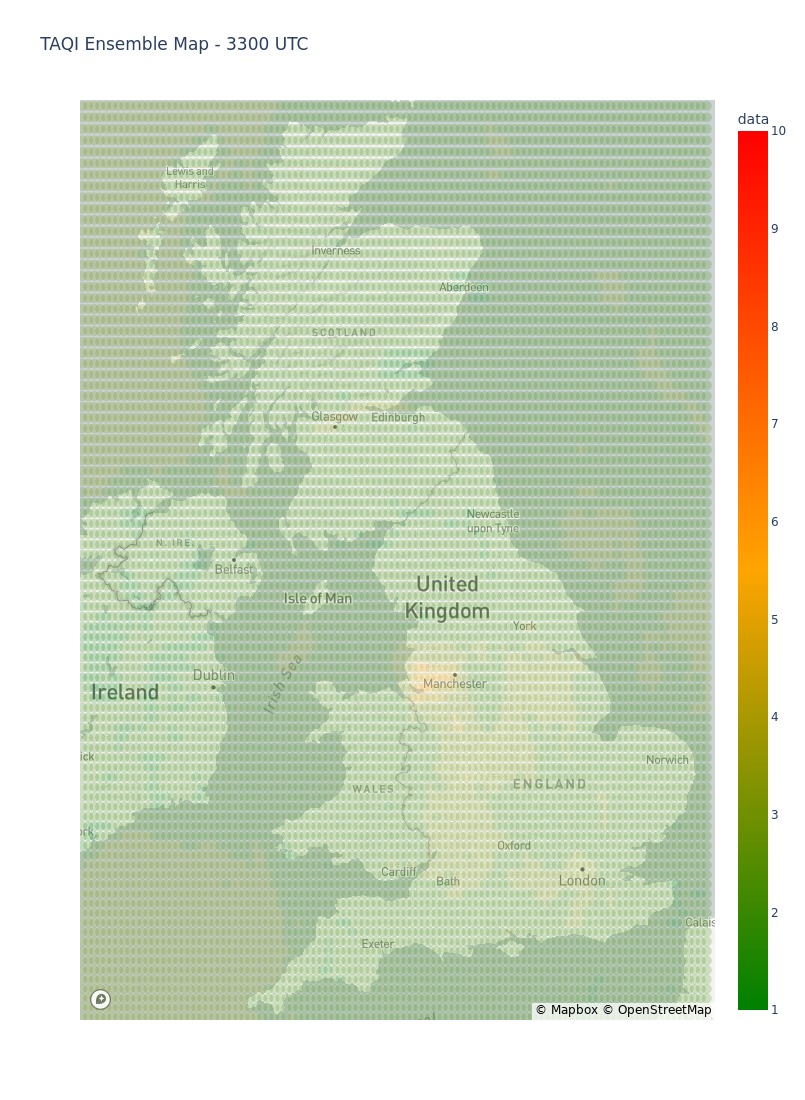 TAQI Ensemble Map - 3300 UTC
data
10
9
8
7
6
5
4
3
2
1
Lewis and
Harris
Inverness
Aberdeen
SCOTLAND
Glasgow
Edinburgh
Newcastle
upon Tyne
N. IRE.
Belfast
Isle of Man
United
Kingdom
York
Dublin
Ireland
Irish Sea
Manchester
ick
Norwich
WALES
ENGLAND
ork
Oxford
Cardiff
Bath
London
Calais
Exeter
© Mapbox © OpenStreetMap